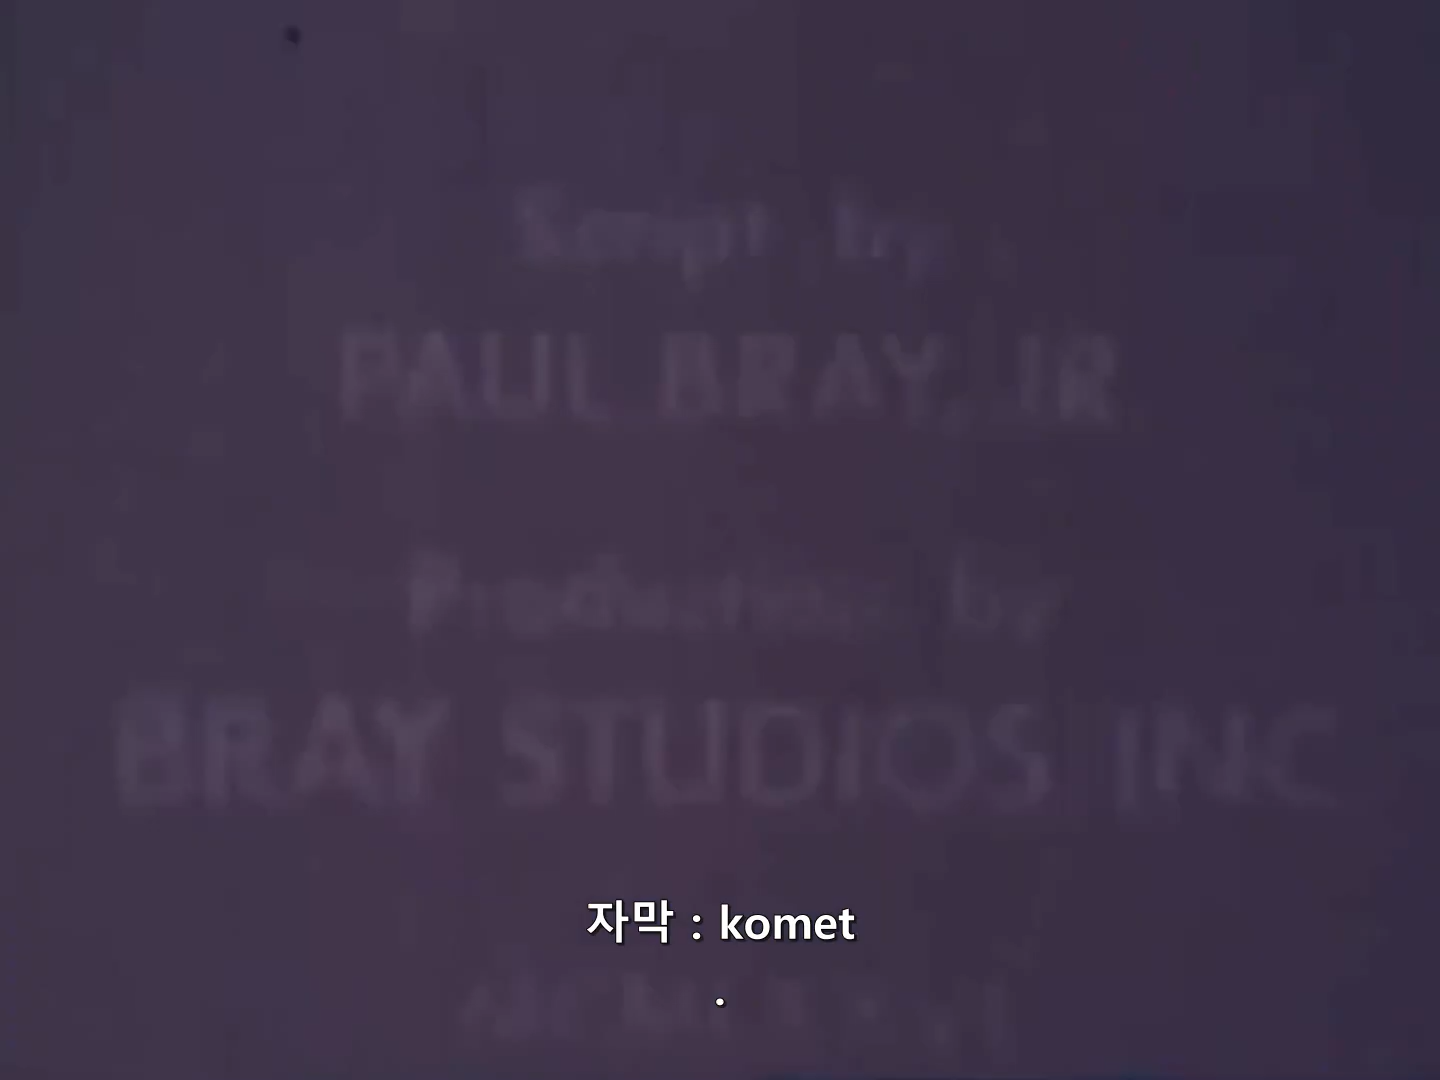 Script by
PAUL BRAY, JR
Production by
BRAY STUDIOS INC
자막 : komet
.